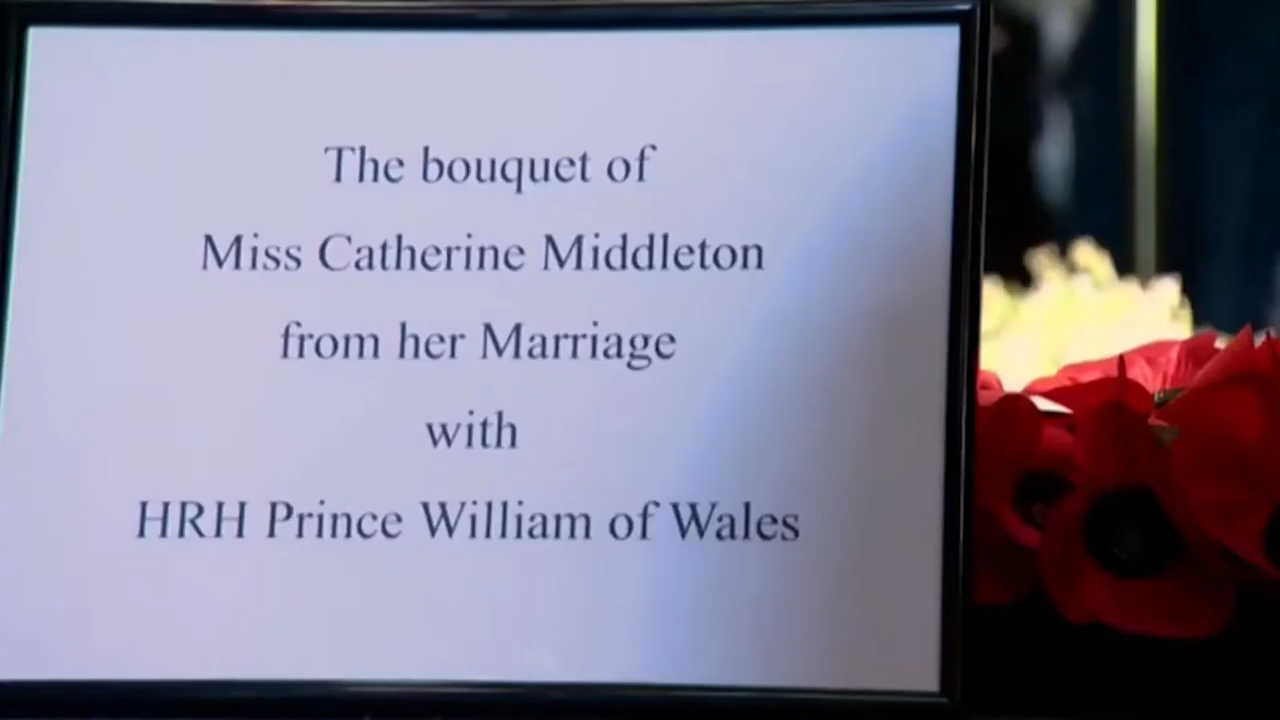 The bouquet of
Miss Catherine Middleton
from her Marriage
with
HRH Prince William of Wales